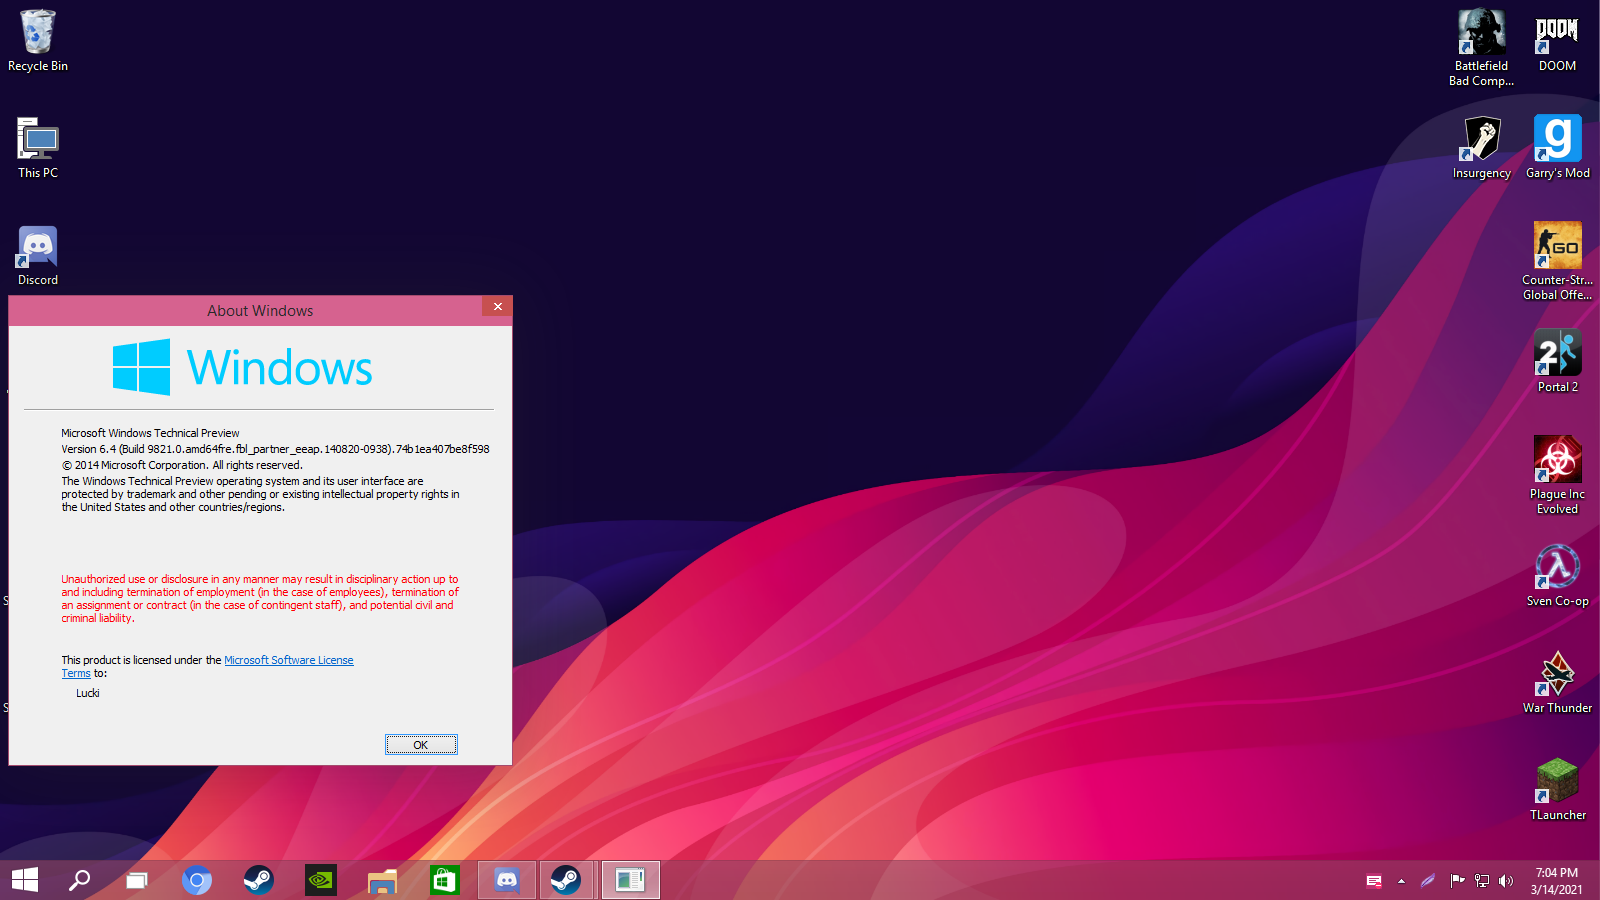 Recycle Bin
This PC
Discord
About Windows
Windows
Microsoft Windows Technical Preview
Version 6.4 (Build 9821.0.amd64fre.fbl_partner_eeap.140820-0938).74b1ea407be8f598
© 2014 Microsoft Corporation. All rights reserved.
The Windows Technical Preview operating system and its user interface are
protected by trademark and other pending or existing intellectual property rights in
the United States and other countries/regions.
Unauthorized use or disclosure in any manner may result in disciplinary action up to
and including termination of employment (in the case of employees), termination of
an assignment or contract (in the case of contingent staff), and potential civil and
criminal liability.
This product is licensed under the Microsoft Software License
Terms to:
Lucki
OK
Battlefield
Bad Comp...
DOOM
DOOM
Insurgency
g
Garry's Mod
GO
Counter-Str...
Global Offe...
2
Portal 2
Plague Inc
Evolved
λ
Sven Co-op
War Thunder
TLauncher
7:04 PM
3/14/2021